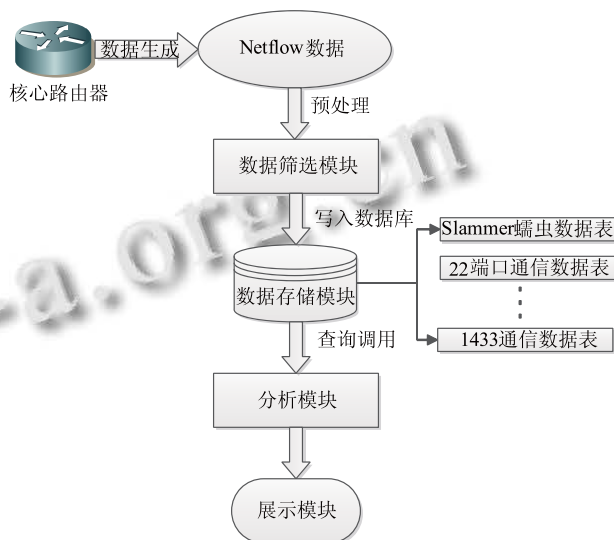 数据生成
Netflow数据
核心路由器
预处理
数据筛选模块
写入数据库
Slammer蠕虫数据表
22端口通信数据表
数据存储模块
1433通信数据表
查询调用
分析模块
展示模块
-a.org.cn